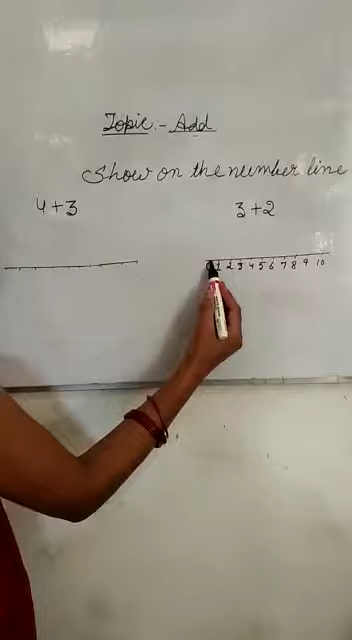 Topic:- Add
Show on the number line
4+3
3+2
0 1 2 3 4 5 6 7 8 9 10